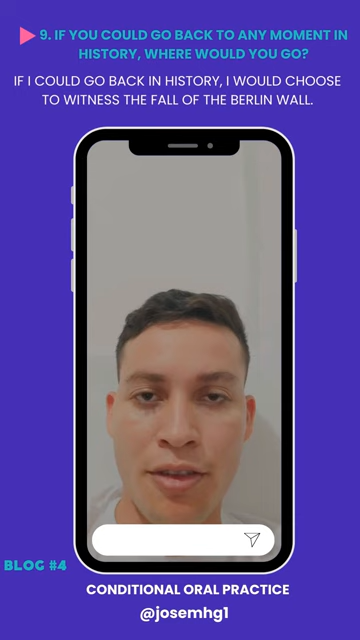 9. IF YOU COULD GO BACK TO ANY MOMENT IN
HISTORY, WHERE WOULD YOU GO?
IF I COULD GO BACK IN HISTORY, I WOULD CHOOSE
TO WITNESS THE FALL OF THE BERLIN WALL.
BLOG #4
CONDITIONAL ORAL PRACTICE
@josemhg1